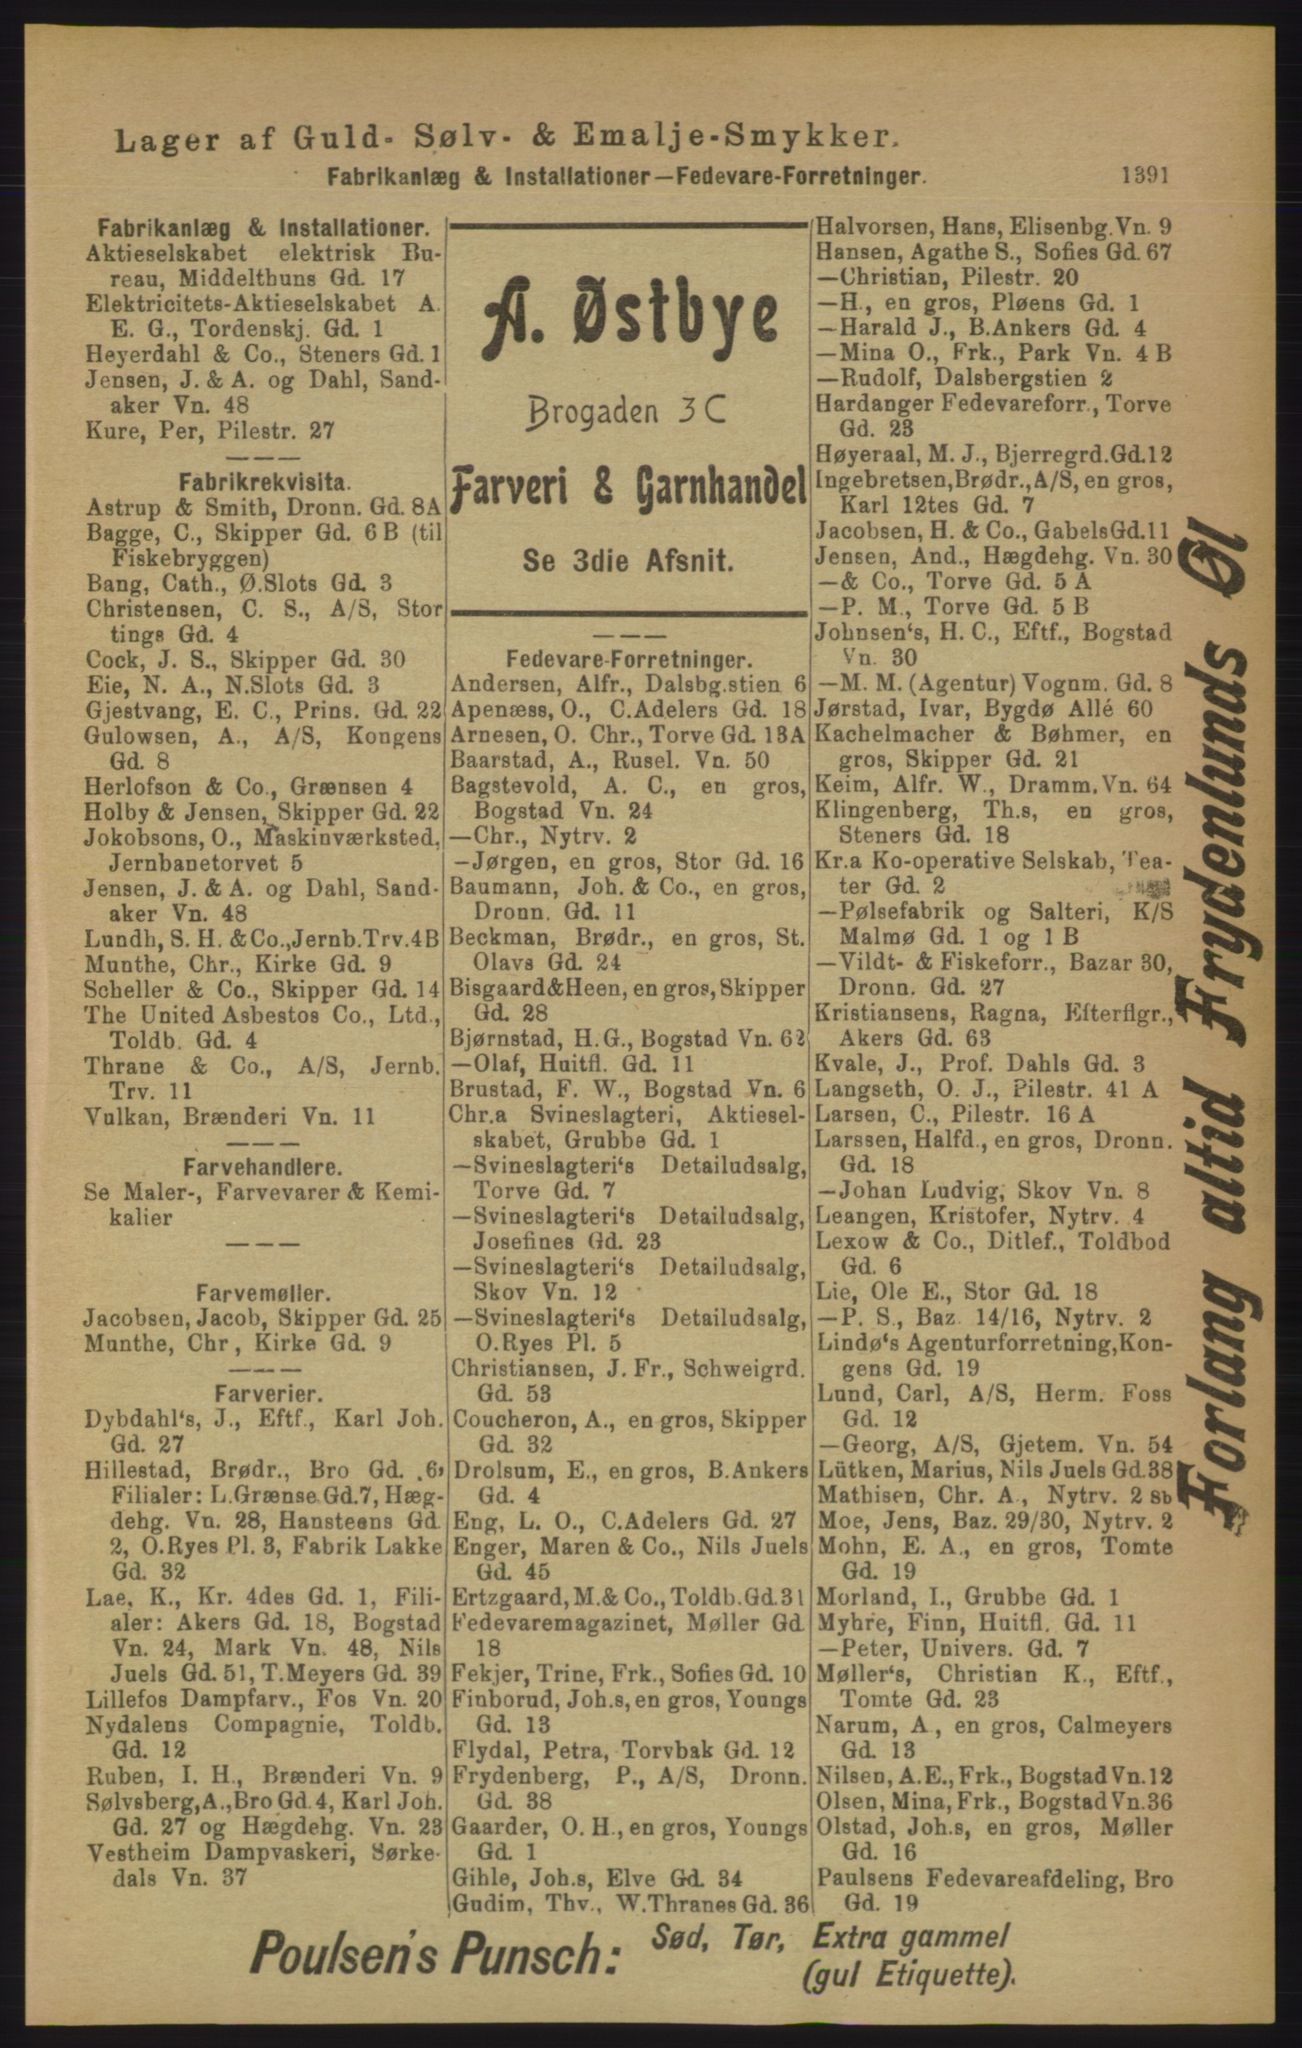 Lager af Guld- Sølv- & Emalje-Smykker.
Fabrikanlæg & Installationer—Fedevare-Forretninger. 1391
Fabrikanlæg & Installationer.
Aktieselskabet elektrisk Bu-
reau, Middelthuns Gd. 17
Elektricitets-Aktieselskabet A.
E. G., Tordenskj. Gd. 1
Heyerdahl & Co., Steners Gd. 1
Jensen, J. & A. og Dahl, Sand-
aker Vn. 48
Kure, Per, Pilestr. 27
Fabrikrekvisita.
Astrup & Smith, Dronn. Gd. 8A
Bagge, C., Skipper Gd. 6 B (til
Fiskebryggen)
Bang, Cath., Ø.Slots Gd. 3
Christensen, C. S., A/S, Stor
tings Gd. 4
Cock, J. S., Skipper Gd. 30
Eie, N. A., N.Slots Gd. 3
Gjestvang, E. C., Prins. Gd. 22
Gulowsen, A., A/S, Kongens
Gd. 8
Herlofson & Co., Grænsen 4
Holby & Jensen, Skipper Gd. 22
Jokobsons, O., Maskinværksted,
Jernbanetorvet 5
Jensen, J. & A. og Dahl, Sand-
aker Vn. 48
Lundh, S. H. & Co., Jernb.Trv. 4B
Munthe, Chr., Kirke Gd. 9
Scheller & Co., Skipper Gd. 14
The United Asbestos Co., Ltd.,
Toldb. Gd. 4
Thrane & Co., A/S, Jernb.
Trv. 11
Vulkan, Brænderi Vn. 11
Farvehandlere.
Se Maler-, Farvevarer & Kemi-
kalier
Farvemøller.
Jacobsen, Jacob, Skipper Gd. 25
Munthe, Chr , Kirke Gd. 9
Farverier.
Dybdahl's, J., Eftf., Karl Joh.
Gd. 27
Hillestad, Brødr., Bro Gd. 6,
Filialer: L.Grænse Gd.7, Hæg-
dehg. Vn. 28, Hansteens Gd
2, O.Ryes Pl. 3, Fabrik Lakke
Gd. 32
Lae, K., Kr. 4des Gd. 1, Fili-
aler: Akers Gd. 18, Bogstad
Vn. 24, Mark Vn. 48, Nils
Juels Gd. 51, T.Meyers Gd. 39
Lillefos Dampfarv., Fos Vn. 20
Nydalens Compagnie, Toldb.
Gd. 12
Ruben, I. H., Brænderi Vn. 9
Sølvsberg, A., Bro Gd. 4, Karl Joh.
Gd. 27 og Hægdehg. Vn. 23
Vestheim Dampvaskeri, Sørke-
dals Vn. 37
A. Østbye
Brogaden 3 C
Farveri & Garnhandel
Se 3die Afsnit.
Fedevare-Forretninger.
Andersen, Alfr., Dalsbg.stien 6
Apenæss, O., C.Adelers Gd. 18
Arnesen, O. Chr., Torve Gd. 13A
Baarstad, A., Rusel. Vn. 50
Bagstevold, A. C., en gros,
Bogstad Vn. 24
—Chr., Nytrv. 2
—Jørgen, en gros, Stor Gd. 16
Baumann, Joh. & Co., en gros,
Dronn. Gd. 11
Beckman, Brødr., en gros, St.
Olavs Gd. 24
Bisgaard&Heen, en gros, Skipper
Gd. 28
Bjørnstad, H. G., Bogstad Vn. 62
—Olaf, Huitfl. Gd. 11
Brustad, F. W., Bogstad Vn. 6
Chr.a Svineslagteri, Aktiesel-
skabet, Grubbe Gd. 1
—Svineslagteri's Detailudsalg,
Torve Gd. 7
—Svineslagteri's Detailudsalg,
Josefines Gd. 23
—Svineslagteri's Detailudsalg,
Skov Vn. 12
—Svineslagteri's Detailudsalg,
O.Ryes Pl. 5
Christiansen, J. Fr., Schweigrd.
Gd. 53
Coucheron, A., en gros, Skipper
Gd. 32
Drolsum, E., en gros, B.Ankers
Gd. 4
Eng, L. O., C.Adelers Gd. 27
Enger, Maren & Co., Nils Juels
Gd. 45
Ertzgaard, M.& Co., Toldb.Gd.31
Fedevaremagazinet, Møller Gd
18
Fekjer, Trine, Frk., Sofies Gd. 10
Finborud, Joh.s, en gros, Youngs
Gd. 13
Flydal, Petra, Torvbak Gd. 12
Frydenberg, P., A/S, Dronn.
Gd. 38
Gaarder, O. H., en gros, Youngs
Gd. 1
Gihle, Joh.s, Elve Gd. 34
Gudim, Thv., W.Thranes Gd. 36
Halvorsen, Hans, Elisenbg. Vn. 9
Hansen, Agathe S., Sofies Gd. 67
—Christian, Pilestr. 20
—H., en gros, Pløens Gd. 1
—Harald J., B.Ankers Gd. 4
—Mina O., Frk., Park Vn. 4 B
—Rudolf, Dalsbergstien 2
Hardanger Fedevareforr., Torve
Gd. 23
Høyeraal, M. J., Bjerregrd.Gd.12
Ingebretsen, Brødr., A/S, en gros,
Karl 12tes Gd. 7
Jacobsen, H. & Co., GabelsGd.11
Jensen, And., Hægdehg. Vn. 30
—& Co., Torve Gd. 5 A
—P. M., Torve Gd. 5 B
Johnsen's, H. C., Eftf., Bogstad
Vn. 30
—M. M. (Agentur) Vognm. Gd. 8
Jørstad, Ivar, Bygdø Allé 60
Kachelmacher & Bøhmer, en
gros, Skipper Gd. 21
Keim, Alfr. W., Dramm. Vn. 64
Klingenberg, Th.s, en gros,
Steners Gd. 18
Kr.a Ko-operative Selskab, Tea-
ter Gd. 2
—Pølsefabrik og Salteri, K/S
Malmø Gd. 1 og 1 B
—Vildt- & Fiskeforr., Bazar 30,
Dronn. Gd. 27
Kristiansens, Ragna, Efterflgr.,
Akers Gd. 63
Kvale, J., Prof. Dahls Gd. 3
Langseth, O. J., Pilestr. 41 A
Larsen, C., Pilestr. 16 A
Larssen, Halfd., en gros, Dronn.
Gd. 18
—Johan Ludvig, Skov Vn. 8
Leangen, Kristofer, Nytrv. 4
Lexow & Co., Ditlef., Toldbod
Gd. 6
Lie, Ole E., Stor Gd. 18
—P. S., Baz. 14/16, Nytrv. 2
Lindø's Agenturforretning, Kon-
gens Gd. 19
Lund, Carl, A/S, Herm. Foss
Gd. 12
—Georg, A/S, Gjetem. Vn. 54
Lütken, Marius, Nils Juels Gd.38
Mathisen, Chr. A., Nytrv. 2 8b
Moe, Jens, Baz. 29/30, Nytrv. 2
Mohn, E. A., en gros, Tomte
Gd. 19
Morland, I., Grubbe Gd. 1
Myhre, Finn, Huitfl. Gd. 11
—Peter, Univers. Gd. 7
Møller's, Christian K., Eftf.,
Tomte Gd. 23
Narum, A., en gros, Calmeyers
Gd. 13
Nilsen, A.E., Frk., Bogstad Vn.12
Olsen, Mina, Frk., Bogstad Vn.36
Olstad, Joh.s, en gros, Møller
Gd. 16
Paulsens Fedevareafdeling, Bro
Gd. 19
Forlang altid Frydenlunds Øl
Poulsen's Punsch: Sød, Tør, Extra gammel
(gul Etiquette).